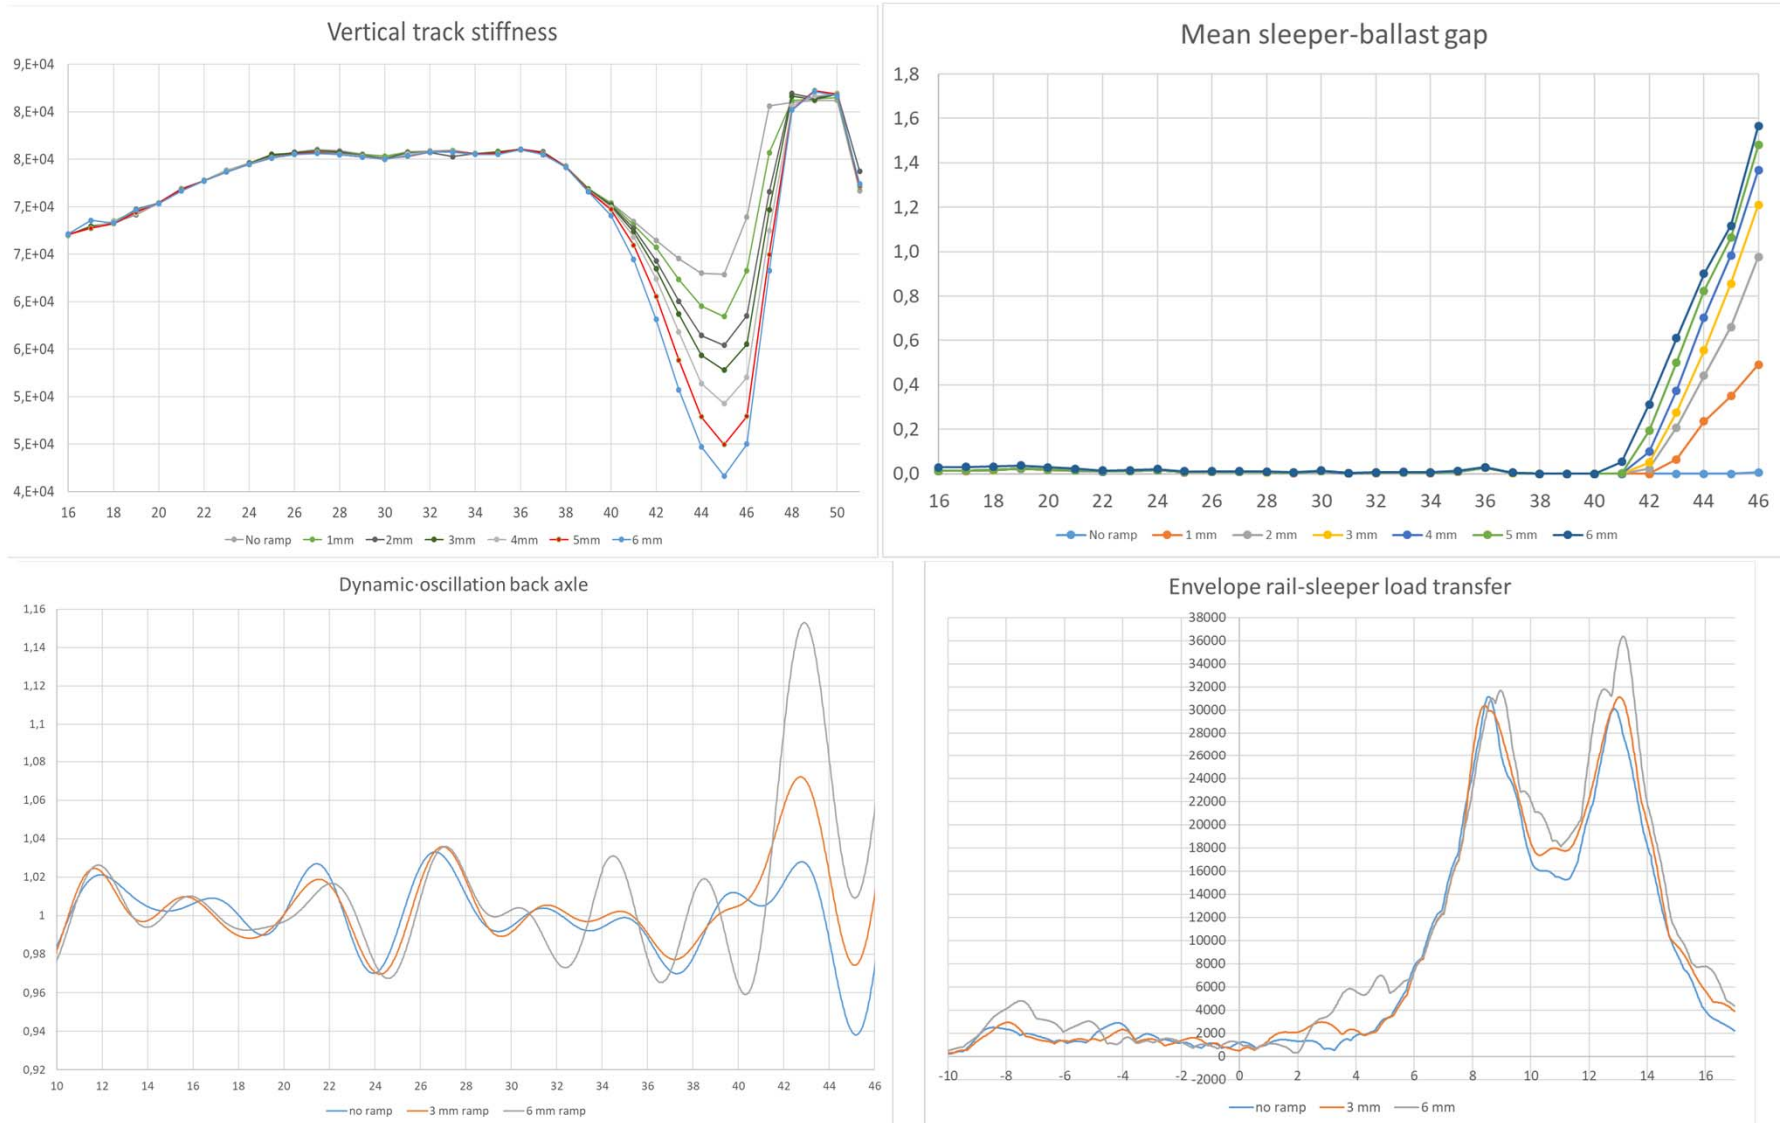 Vertical track stiffness
9,E+04
8,E+04
8,E+04
7,E+04
7,E+04
6,E+04
6,E+04
5,E+04
5,E+04
4,E+04
16 18 20 22 24 26 28 30 32 34 36 38 40 42 44 46 48 50
No ramp 1mm 2mm 3mm 4mm 5mm 6 mm
Mean sleeper-ballast gap
1,8
1,6
1,4
1,2
1,0
0,8
0,6
0,4
0,2
0,0
16 18 20 22 24 26 28 30 32 34 36 38 40 42 44 46
No ramp 1 mm 2 mm 3 mm 4 mm 5 mm 6 mm
Dynamic·oscillation back axle
1,16
1,14
1,12
1,1
1,08
1,06
1,04
1,02
1
0,98
0,96
0,94
0,92
10 12 14 16 18 20 22 24 26 28 30 32 34 36 38 40 42 44 46
no ramp 3 mm ramp 6 mm ramp
Envelope rail-sleeper load transfer
38000
36000
34000
32000
30000
28000
26000
24000
22000
20000
18000
16000
14000
12000
10000
8000
6000
4000
2000
0
-2000
-10 -8 -6 -4 -2 0 2 4 6 8 10 12 14 16
no ramp 3 mm 6 mm